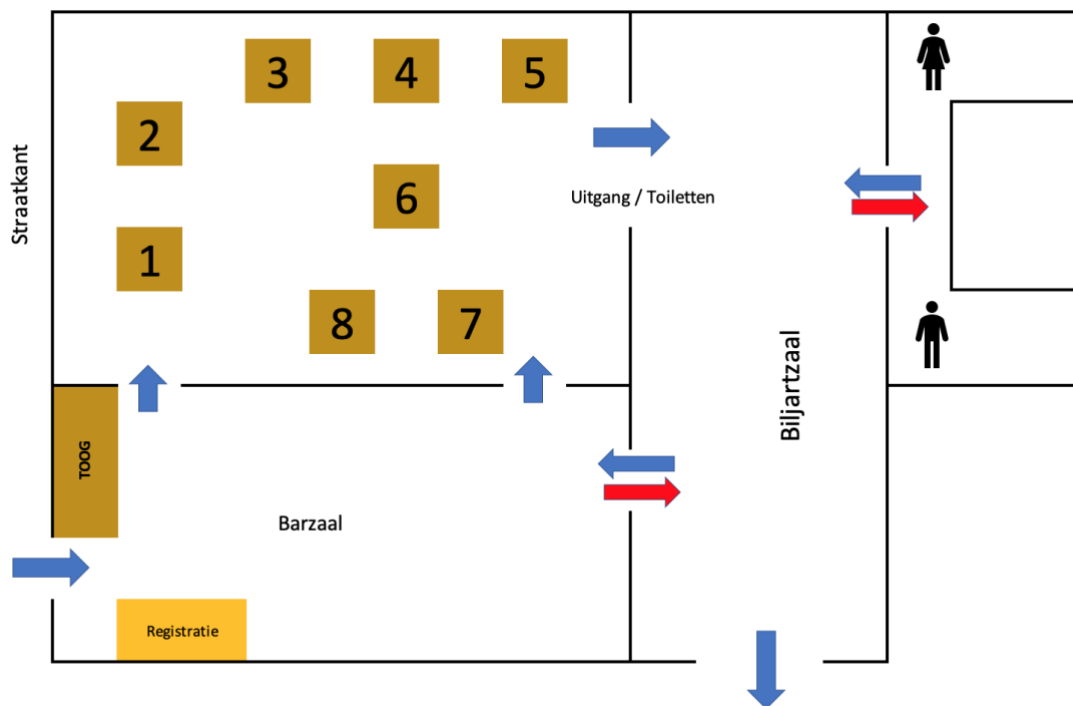 3
4
5
2
6
Uitgang / Toiletten
Straatkant
1
8
7
Biljartzaal
TOOG
Barzaal
Registratie